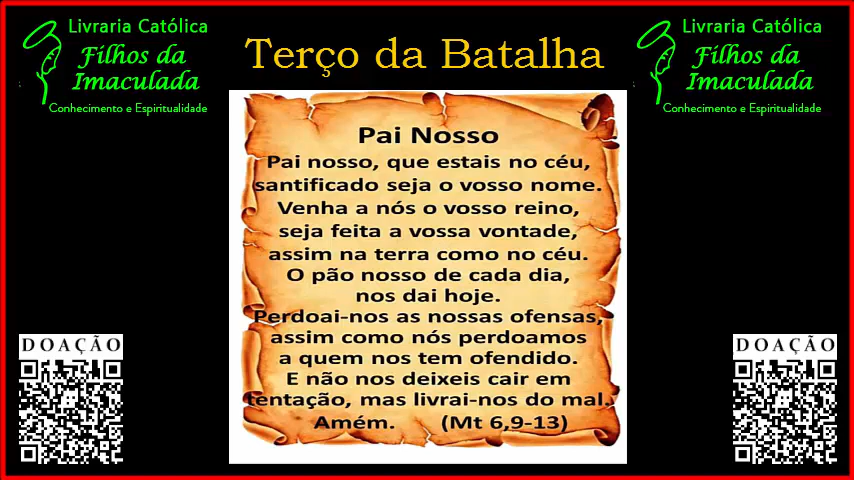 Livraria Católica
Filhos da
Imaculada
Conhecimento e Espiritualidade
Terço da Batalha
Livraria Católica
Filhos da
Imaculada
Conhecimento e Espiritualidade
Pai Nosso
Pai nosso, que estais no céu,
santificado seja o vosso nome.
Venha a nós o vosso reino,
seja feita a vossa vontade,
assim na terra como no céu.
O pão nosso de cada dia,
nos dai hoje.
Perdoai-nos as nossas ofensas,
assim como nós perdoamos
a quem nos tem ofendido.
E não nos deixeis cair em
tentação, mas livrai-nos do mal.
Amém. (Mt 6,9-13)
DOAÇÃO
DOAÇÃO